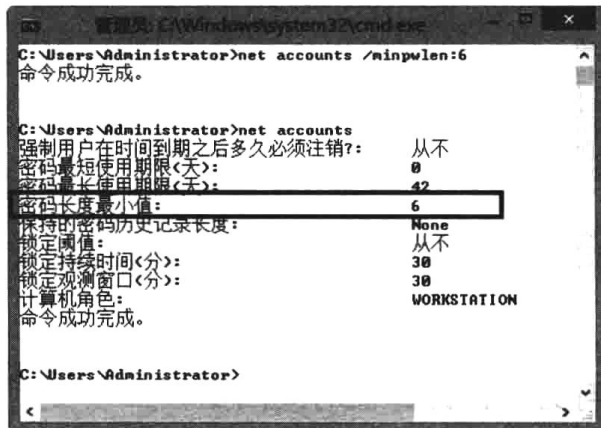 管理员: C:\Windows\system32\cmd.exe
C:\Users\Administrator>net accounts /minpwlen:6
命令成功完成。
C:\Users\Administrator>net accounts
强制用户在时间到期之后多久必须注销?: 从不
密码最短使用期限(天): 0
密码最长使用期限(天): 42
密码长度最小值: 6
保持的密码历史记录长度: None
锁定阈值: 从不
锁定持续时间(分): 30
锁定观测窗口(分): 30
计算机角色: WORKSTATION
命令成功完成。
C:\Users\Administrator>